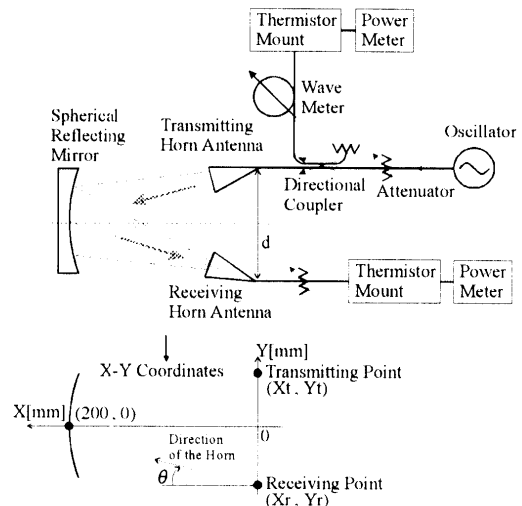 Thermistor
Mount
Power
Meter
Wave
Meter
Spherical
Reflecting
Mirror
Transmitting
Horn Antenna
Oscillator
Directional
Coupler
Attenuator
d
Receiving
Horn Antenna
Thermistor
Mount
Power
Meter
X-Y Coordinates
Y[mm]
Transmitting Point
(Xt , Yt)
X[mm]
(200 , 0)
0
Direction
of the Horn
θ
Receiving Point
(Xr , Yr)